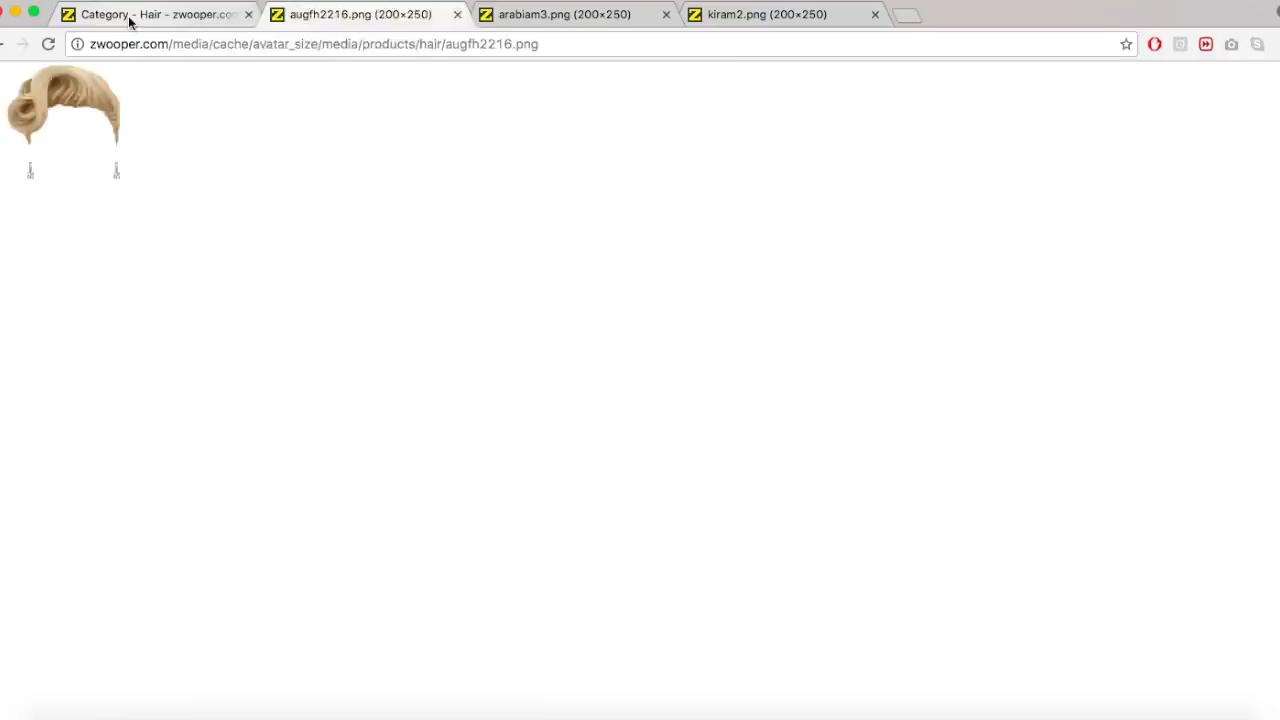 Category - Hair - zwooper.com
augfh2216.png (200×250)
arabiam3.png (200×250)
kiram2.png (200×250)
zwooper.com/media/cache/avatar_size/media/products/hair/augfh2216.png